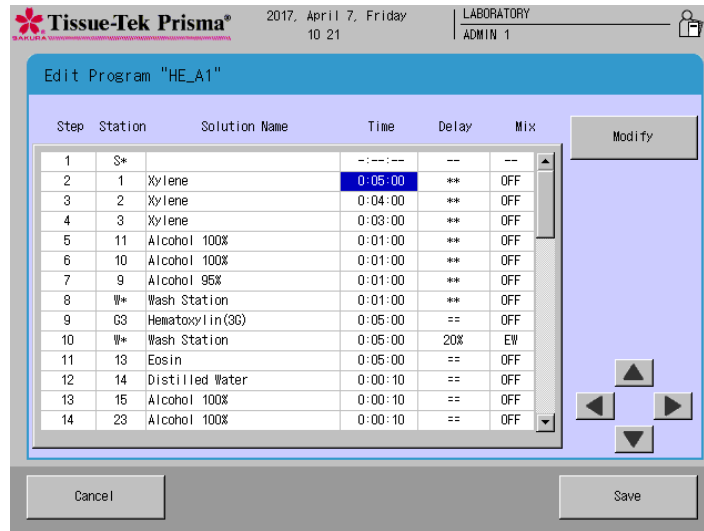 Tissue-Tek Prisma®
SAKURA
2017, April 7, Friday
10 21
LABORATORY
ADMIN 1
Edit Program "HE_A1"
Step Station Solution Name Time Delay Mix
Modify
1 S* -:--:-- -- --
2 1 Xylene 0:05:00 ** OFF
3 2 Xylene 0:04:00 ** OFF
4 3 Xylene 0:03:00 ** OFF
5 11 Alcohol 100% 0:01:00 ** OFF
6 10 Alcohol 100% 0:01:00 ** OFF
7 9 Alcohol 95% 0:01:00 ** OFF
8 W* Wash Station 0:01:00 ** OFF
9 G3 Hematoxylin(3G) 0:05:00 == OFF
10 W* Wash Station 0:05:00 20% EW
11 13 Eosin 0:05:00 == OFF
12 14 Distilled Water 0:00:10 == OFF
13 15 Alcohol 100% 0:00:10 == OFF
14 23 Alcohol 100% 0:00:10 == OFF
Cancel
Save